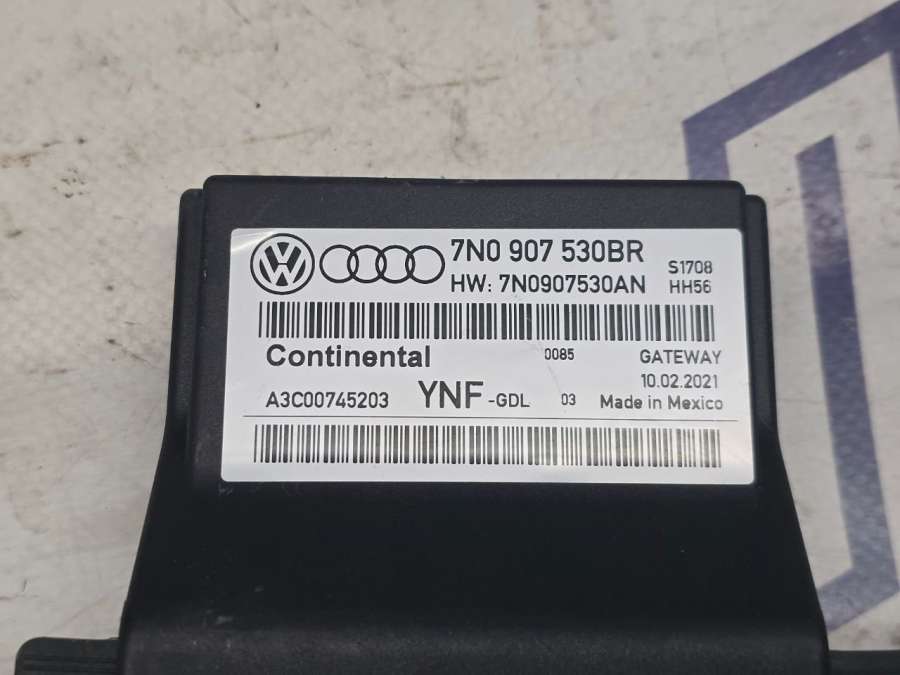 7N0 907 530BR
HW: 7N0907530AN
S1708
HH56
Continental 0085 GATEWAY
10.02.2021
A3C00745203 YNF -GDL 03 Made in Mexico